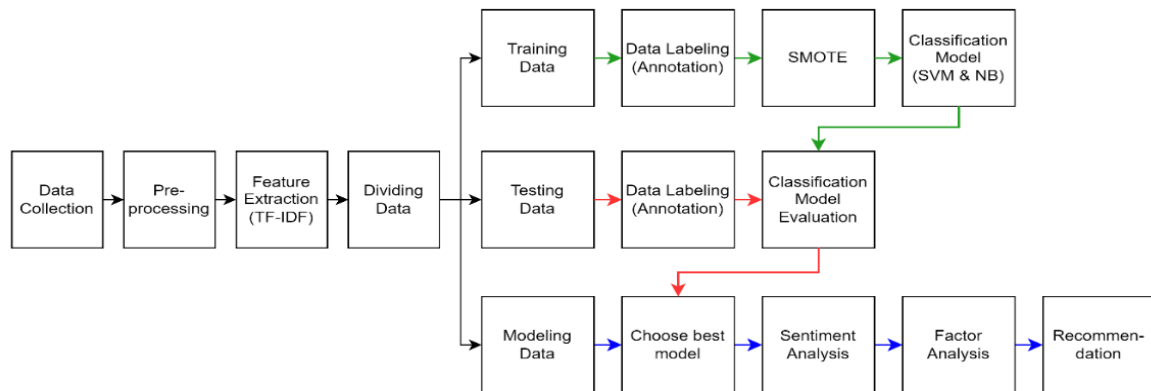 Training
Data
Data Labeling
(Annotation)
SMOTE
Classification
Model
(SVM & NB)
Data
Collection
Pre-
processing
Feature
Extraction
(TF-IDF)
Dividing
Data
Testing
Data
Data Labeling
(Annotation)
Classification
Model
Evaluation
Modeling
Data
Choose best
model
Sentiment
Analysis
Factor
Analysis
Recommen-
dation